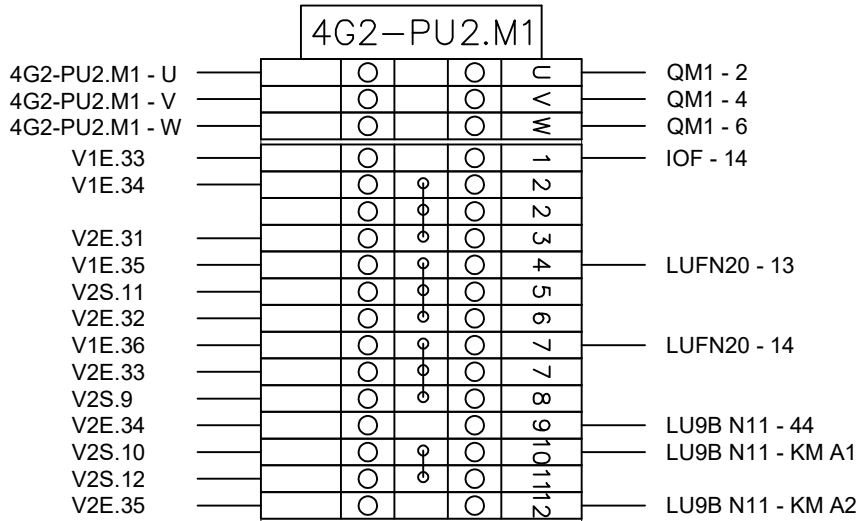 4G2-PU2.M1
4G2-PU2.M1 - U U QM1 - 2
4G2-PU2.M1 - V V QM1 - 4
4G2-PU2.M1 - W W QM1 - 6
V1E.33 1 IOF - 14
V1E.34 2
2
V2E.31 3
V1E.35 4 LUFN20 - 13
V2S.11 5
V2E.32 6
V1E.36 7 LUFN20 - 14
V2E.33 7
V2S.9 8
V2E.34 9 LU9B N11 - 44
V2S.10 10 LU9B N11 - KM A1
V2S.12 11
V2E.35 12 LU9B N11 - KM A2